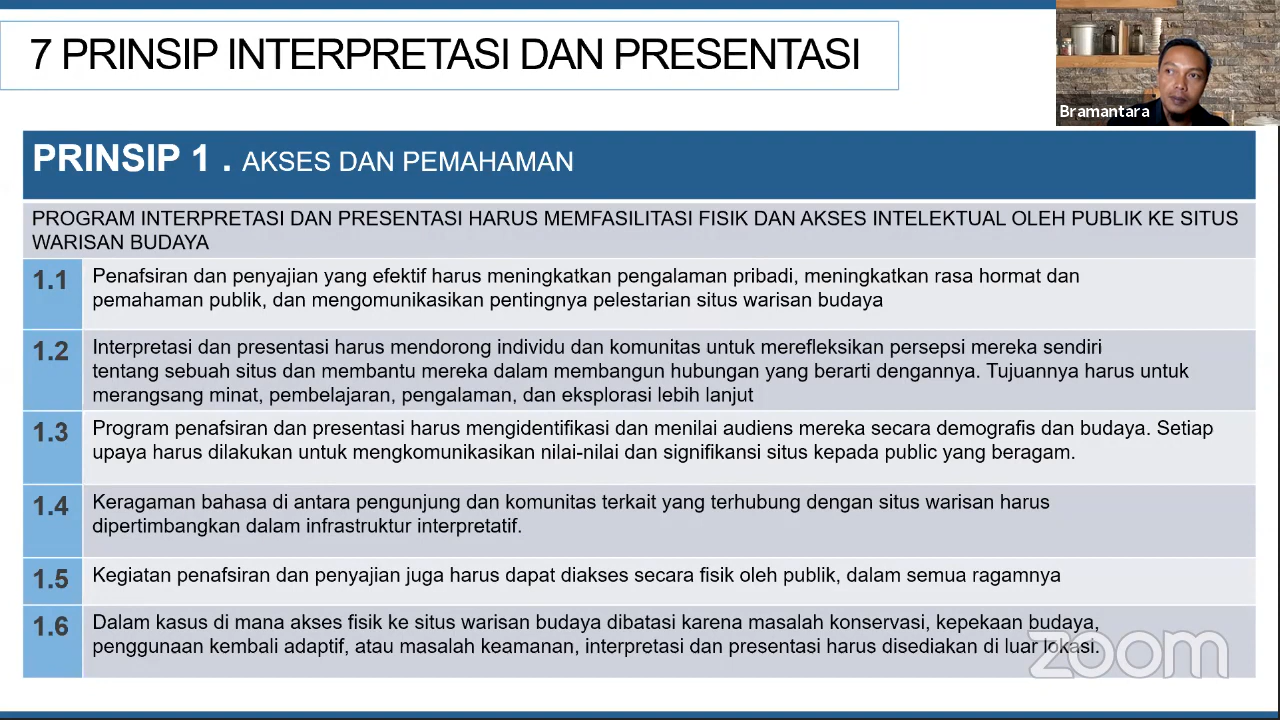 7 PRINSIP INTERPRETASI DAN PRESENTASI
Bramantara
PRINSIP 1 . AKSES DAN PEMAHAMAN
PROGRAM INTERPRETASI DAN PRESENTASI HARUS MEMFASILITASI FISIK DAN AKSES INTELEKTUAL OLEH PUBLIK KE SITUS
WARISAN BUDAYA
1.1 Penafsiran dan penyajian yang efektif harus meningkatkan pengalaman pribadi, meningkatkan rasa hormat dan
pemahaman publik, dan mengomunikasikan pentingnya pelestarian situs warisan budaya
1.2 Interpretasi dan presentasi harus mendorong individu dan komunitas untuk merefleksikan persepsi mereka sendiri
tentang sebuah situs dan membantu mereka dalam membangun hubungan yang berarti dengannya. Tujuannya harus untuk
merangsang minat, pembelajaran, pengalaman, dan eksplorasi lebih lanjut
1.3 Program penafsiran dan presentasi harus mengidentifikasi dan menilai audiens mereka secara demografis dan budaya. Setiap
upaya harus dilakukan untuk mengkomunikasikan nilai-nilai dan signifikansi situs kepada public yang beragam.
1.4 Keragaman bahasa di antara pengunjung dan komunitas terkait yang terhubung dengan situs warisan harus
dipertimbangkan dalam infrastruktur interpretatif.
1.5 Kegiatan penafsiran dan penyajian juga harus dapat diakses secara fisik oleh publik, dalam semua ragamnya
1.6 Dalam kasus di mana akses fisik ke situs warisan budaya dibatasi karena masalah konservasi, kepekaan budaya,
penggunaan kembali adaptif, atau masalah keamanan, interpretasi dan presentasi harus disediakan di luar lokasi.
zoom